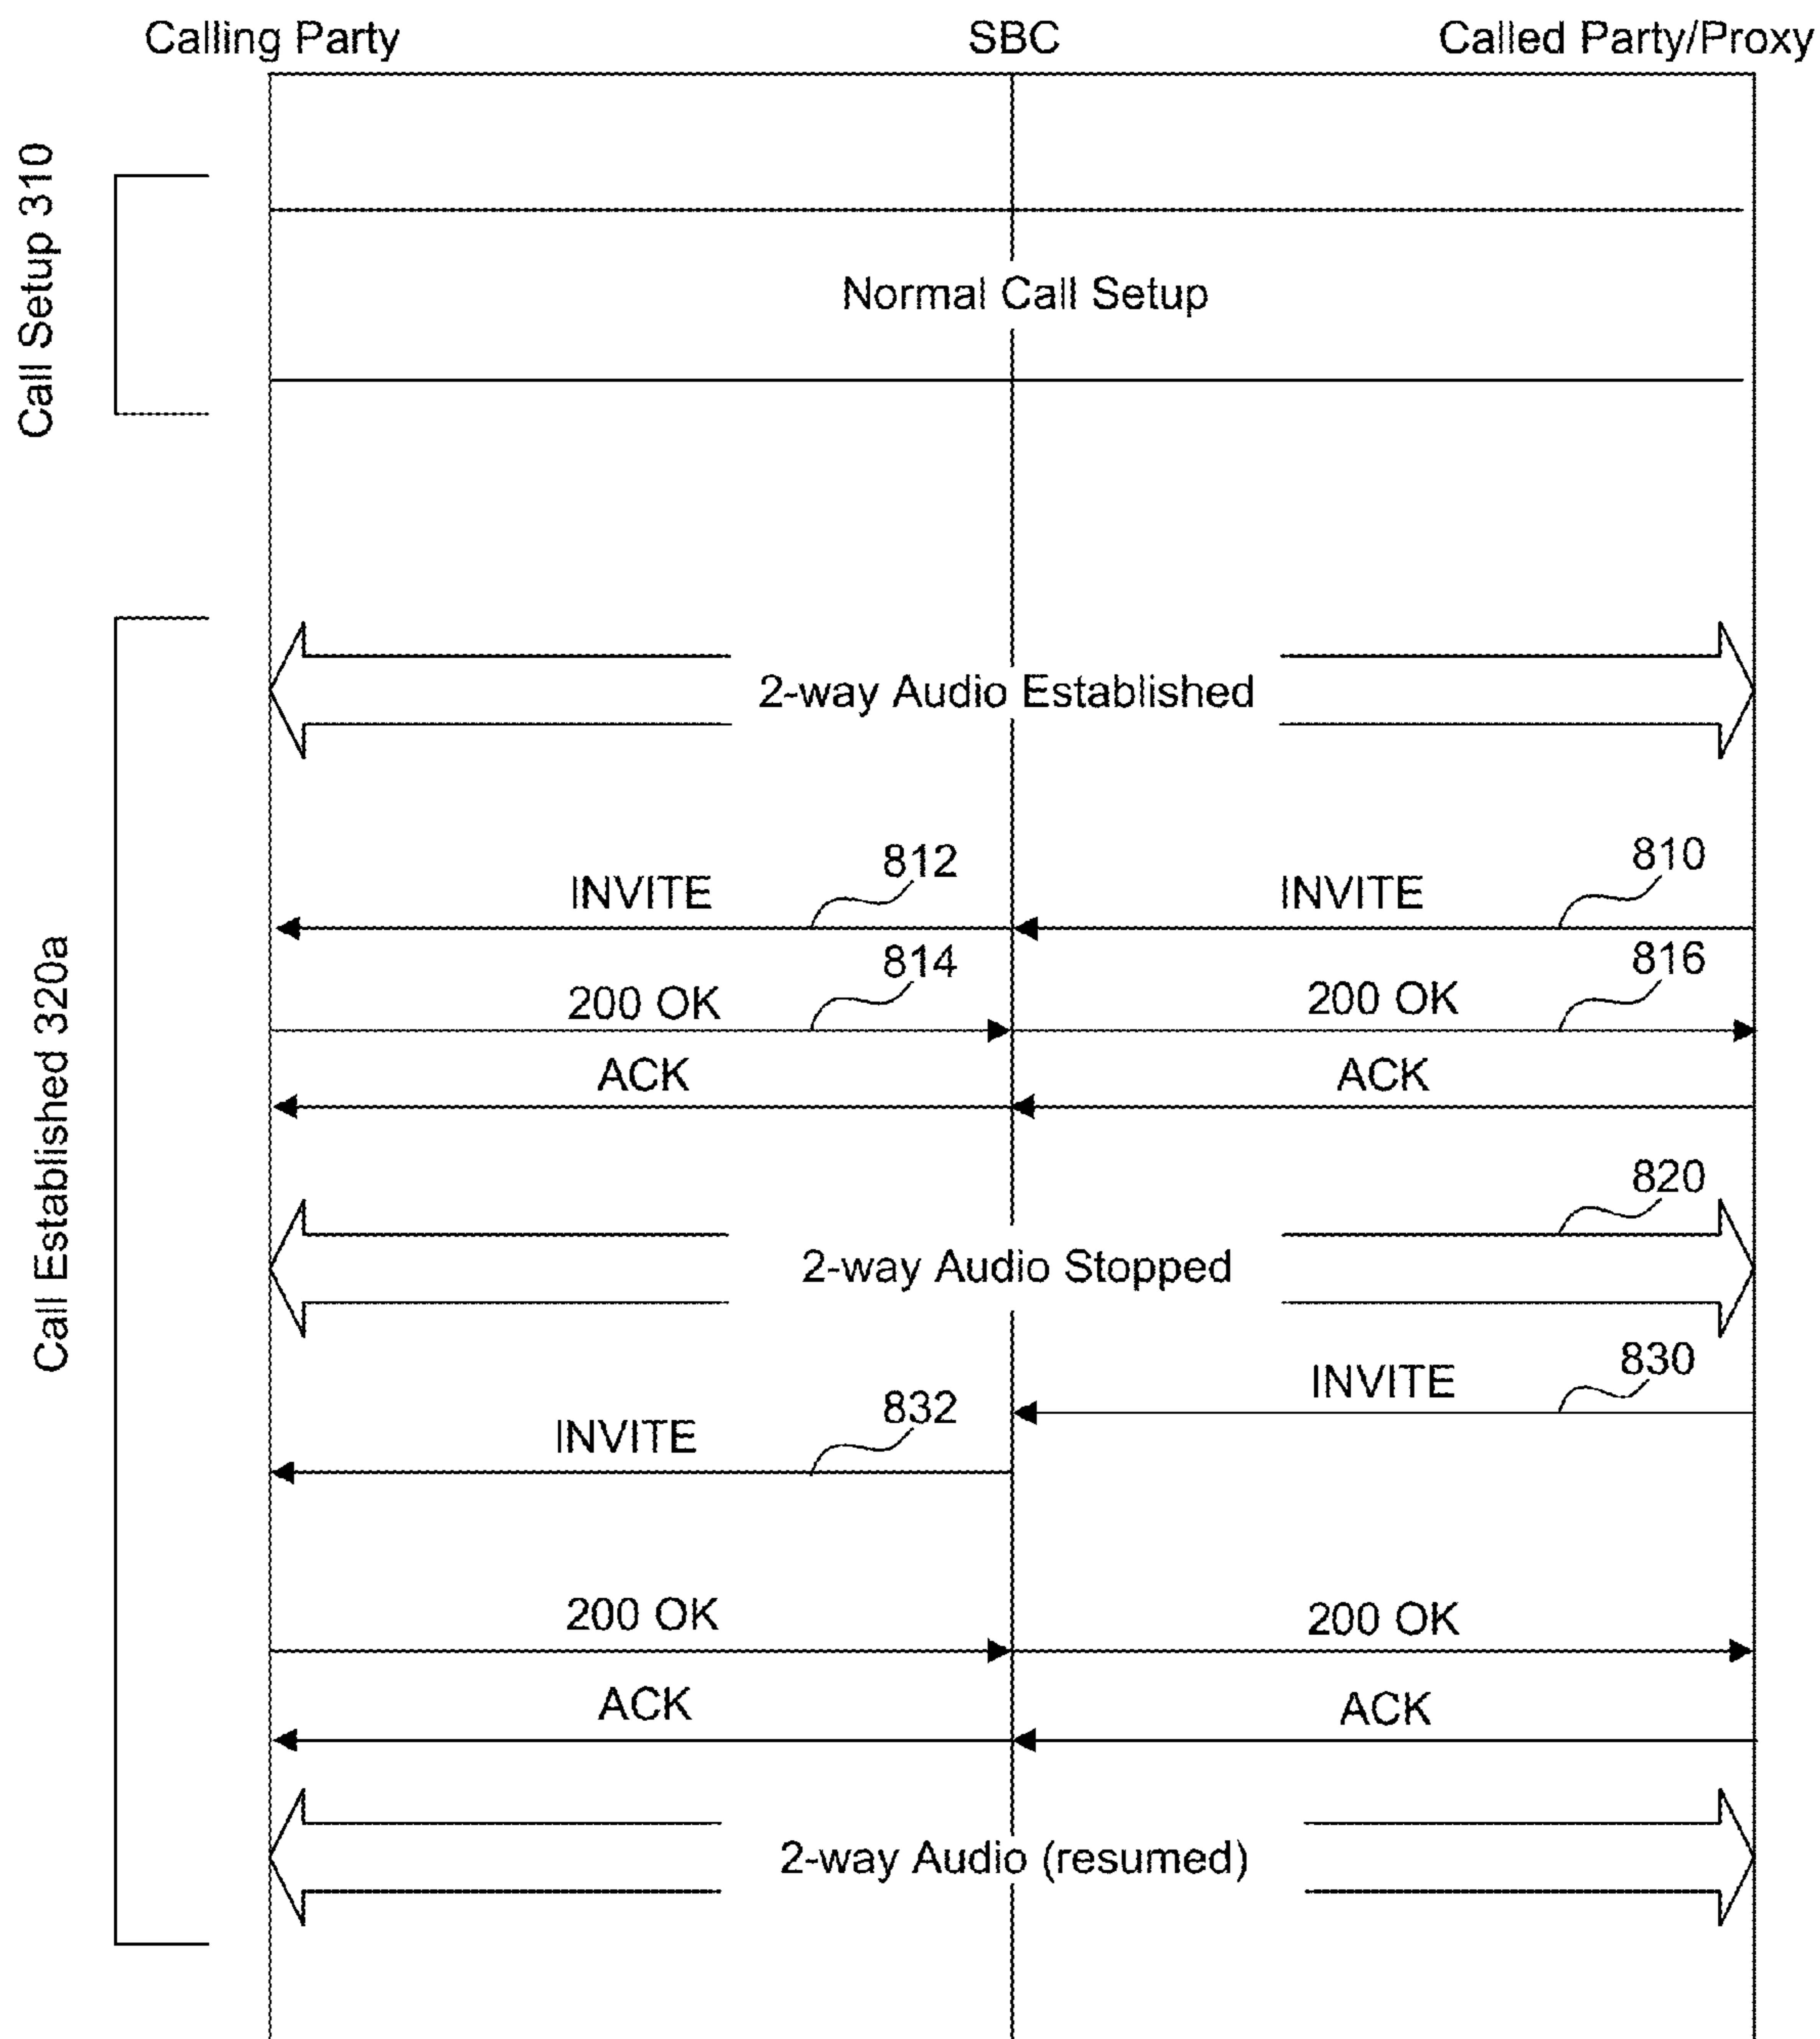 Calling Party
SBC
Called Party/Proxy
Call Setup 310
Normal Call Setup
Call Established 320a
2-way Audio Established
812
810
INVITE
INVITE
814
816
200 OK
200 OK
ACK
ACK
820
2-way Audio Stopped
830
INVITE
832
INVITE
200 OK
200 OK
ACK
ACK
2-way Audio (resumed)